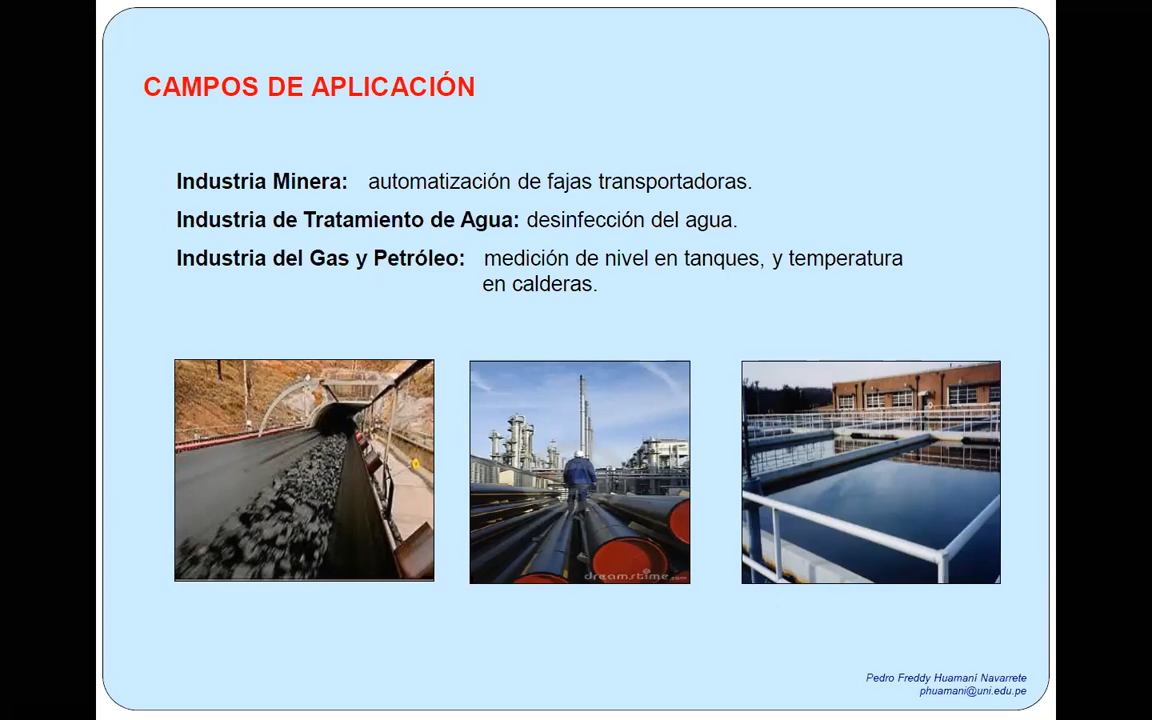 CAMPOS DE APLICACIÓN
Industria Minera: automatización de fajas transportadoras.
Industria de Tratamiento de Agua: desinfección del agua.
Industria del Gas y Petróleo: medición de nivel en tanques, y temperatura
en calderas.
dreamstime.com
Pedro Freddy Huamaní Navarrete
phuamani@uni.edu.pe